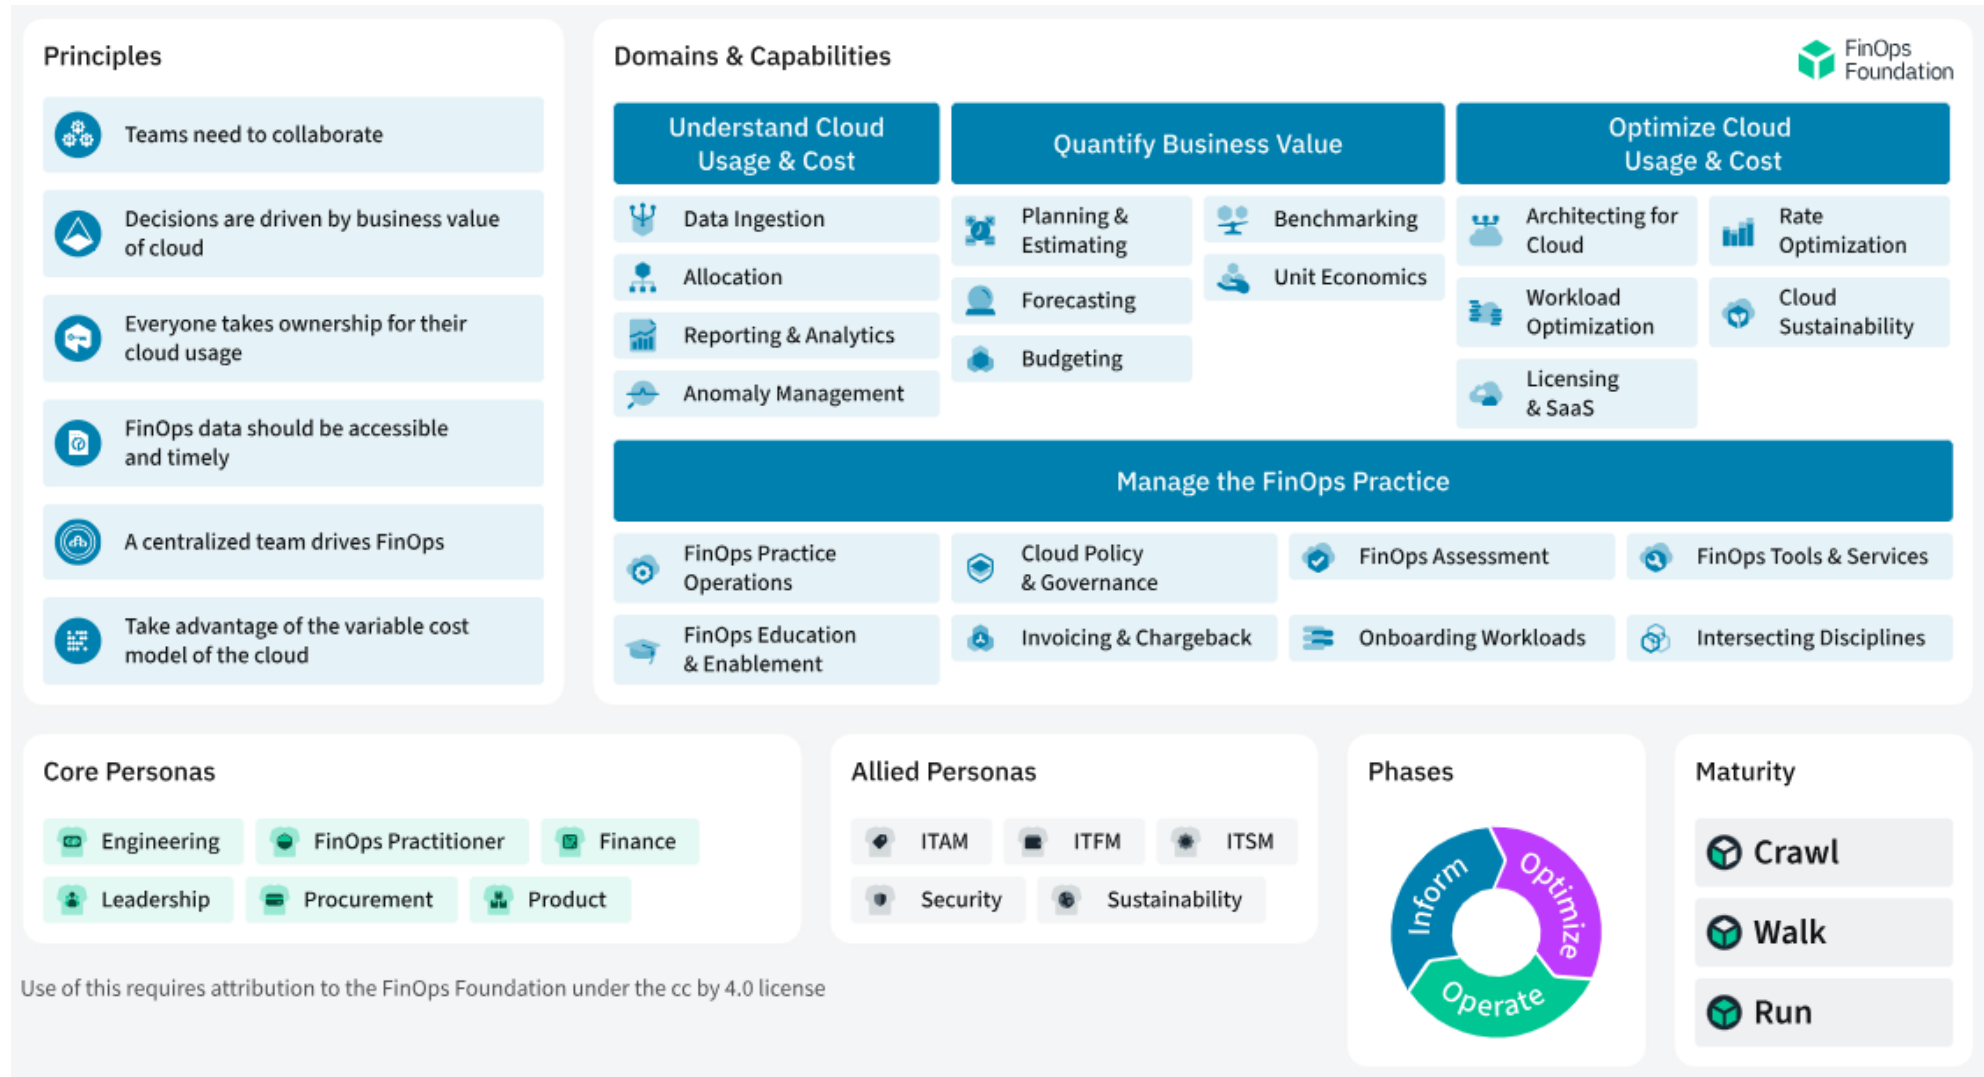 Principles
Teams need to collaborate
Decisions are driven by business value
of cloud
Everyone takes ownership for their
cloud usage
FinOps data should be accessible
and timely
A centralized team drives FinOps
Take advantage of the variable cost
model of the cloud
Domains & Capabilities
FinOps
Foundation
Understand Cloud
Usage & Cost
Data Ingestion
Allocation
Reporting & Analytics
Anomaly Management
Quantify Business Value
Planning &
Estimating
Forecasting
Budgeting
Benchmarking
Unit Economics
Optimize Cloud
Usage & Cost
Architecting for
Cloud
Workload
Optimization
Licensing
& SaaS
Rate
Optimization
Cloud
Sustainability
Manage the FinOps Practice
FinOps Practice
Operations
Cloud Policy
& Governance
FinOps Assessment
FinOps Tools & Services
FinOps Education
& Enablement
Invoicing & Chargeback
Onboarding Workloads
Intersecting Disciplines
Core Personas
Engineering
FinOps Practitioner
Finance
Leadership
Procurement
Product
Allied Personas
ITAM
ITFM
ITSM
Security
Sustainability
Phases
Inform
Optimize
Operate
Maturity
Crawl
Walk
Run
Use of this requires attribution to the FinOps Foundation under the cc by 4.0 license